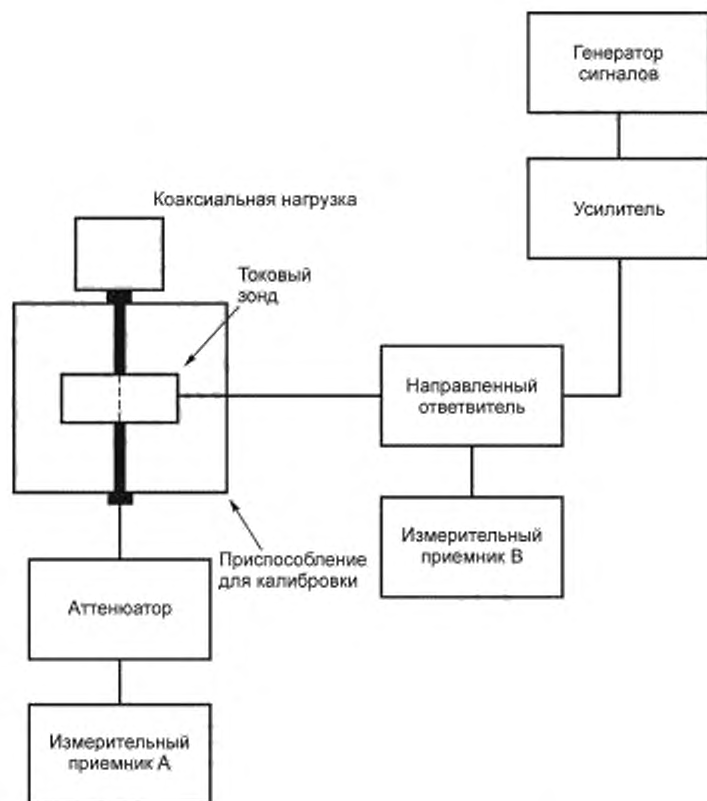 Генератор
сигналов
Усилитель
Коаксиальная нагрузка
Токовый
зонд
Направленный
ответвитель
Измерительный
приемник В
Приспособление
для калибровки
Аттенюатор
Измерительный
приемник А